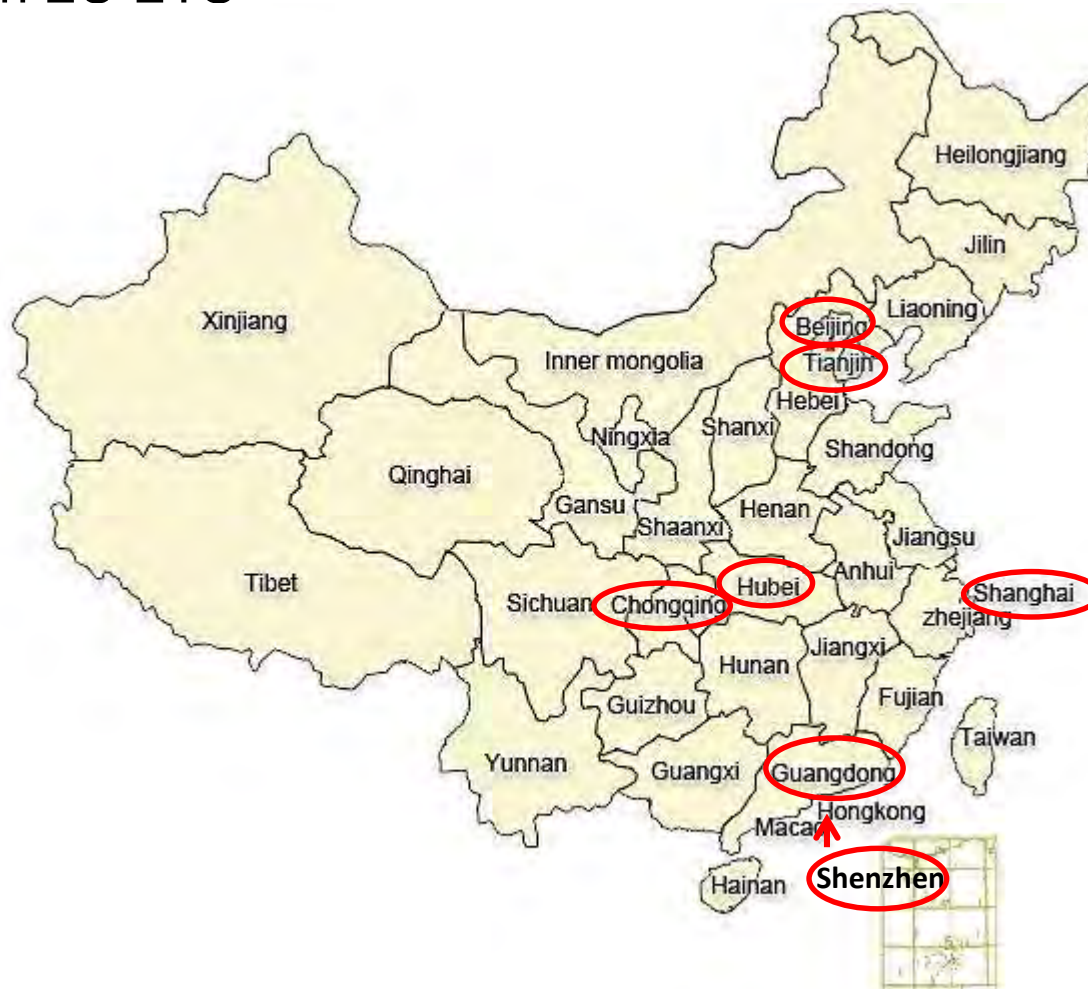 Heilongjiang
Jilin
Liaoning
Xinjiang
Beijing
Inner mongolia
Tianjin
Hebei
Shanxi
Ningxia
Shandong
Qinghai
Gansu
Henan
Shaanxi
Jiangsu
Anhui
Hubei
Tibet
Sichuan
Chongqing
Shanghai
zhejiang
Jiangxi
Hunan
Fujian
Guizhou
Taiwan
Yunnan
Guangxi
Guangdong
Hongkong
Macao
Shenzhen
Hainan